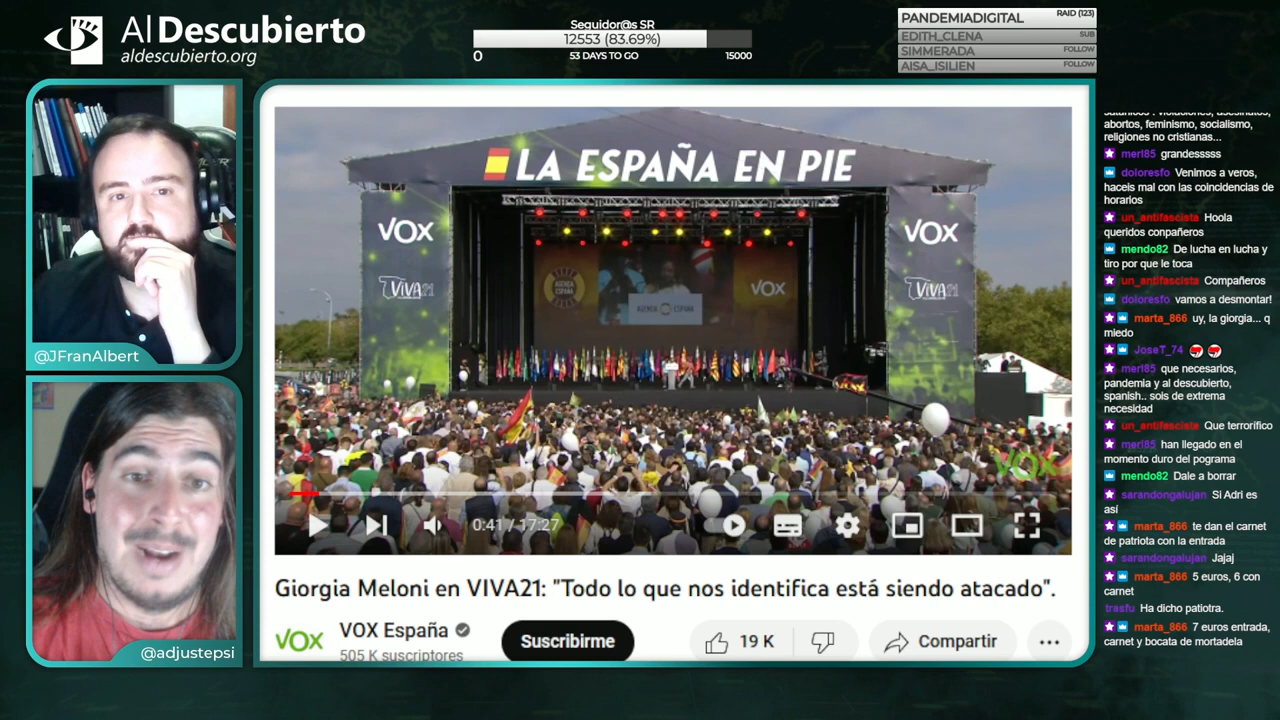 Al Descubierto
aldescubierto.org
Seguidor@s SR
12553 (83.69%)
0
53 DAYS TO GO
15000
PANDEMIADIGITAL
RAID (123)
EDITH_CLENA
SUB
SIMMERADA
FOLLOW
AISA_ISILIEN
FOLLOW
@JFranAlbert
@adjustepsi
LA ESPAÑA EN PIE
VOX
VOX
VIVA21
VIVA21
AGENDA ESPAÑA
AGENDA ESPAÑA
VOX
VOX
0:41 / 17:27
Giorgia Meloni en VIVA21: "Todo lo que nos identifica está siendo atacado".
VOX
VOX España
505 K suscriptores
Suscribirme
19 K
Compartir
abortos, feminismo, socialismo,
religiones no cristianas...
merl85 grandesssss
doloresfo Venimos a veros,
haceis mal con las coincidencias de
horarios
un_antifascista Hoola
queridos conpañeros
mendo82 De lucha en lucha y
tiro por que le toca
un_antifascista Compañeros
doloresfo vamos a desmontar!
marta_866 uy, la giorgia... q
miedo
JoseT_74
merl85 que necesarios,
pandemia y al descubierto,
spanish.. sois de extrema
necesidad
un_antifascista Que terrorífico
merl85 han llegado en el
momento duro del pograma
mendo82 Dale a borrar
sarandongalujan Si Adri es
así
marta_866 te dan el carnet
de patriota con la entrada
sarandongalujan Jajaj
marta_866 5 euros, 6 con
carnet
trasfu Ha dicho patiotra.
marta_866 7 euros entrada,
carnet y bocata de mortadela